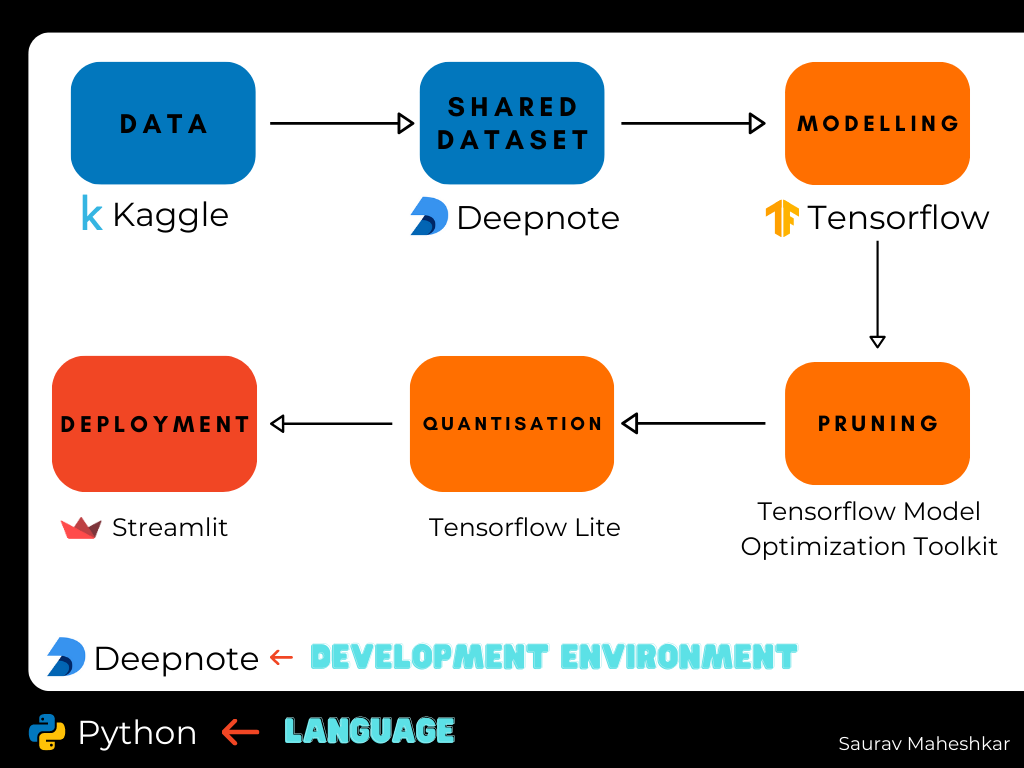 DATA
SHARED
DATASET
MODELLING
k Kaggle
Deepnote
Tensorflow
DEPLOYMENT
QUANTISATION
PRUNING
Streamlit
Tensorflow Lite
Tensorflow Model
Optimization Toolkit
Deepnote ← DEVELOPMENT ENVIRONMENT
Python ← LANGUAGE
Saurav Maheshkar